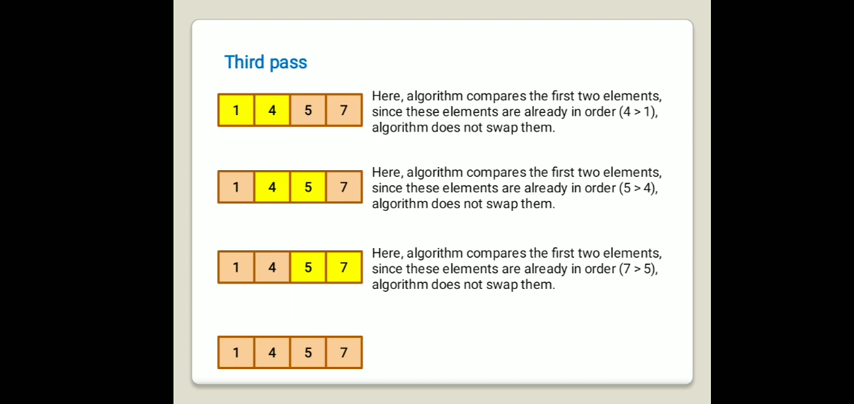 Third pass
1 4 5 7
Here, algorithm compares the first two elements,
since these elements are already in order (4 > 1),
algorithm does not swap them.
1 4 5 7
Here, algorithm compares the first two elements,
since these elements are already in order (5 > 4),
algorithm does not swap them.
1 4 5 7
Here, algorithm compares the first two elements,
since these elements are already in order (7 > 5),
algorithm does not swap them.
1 4 5 7